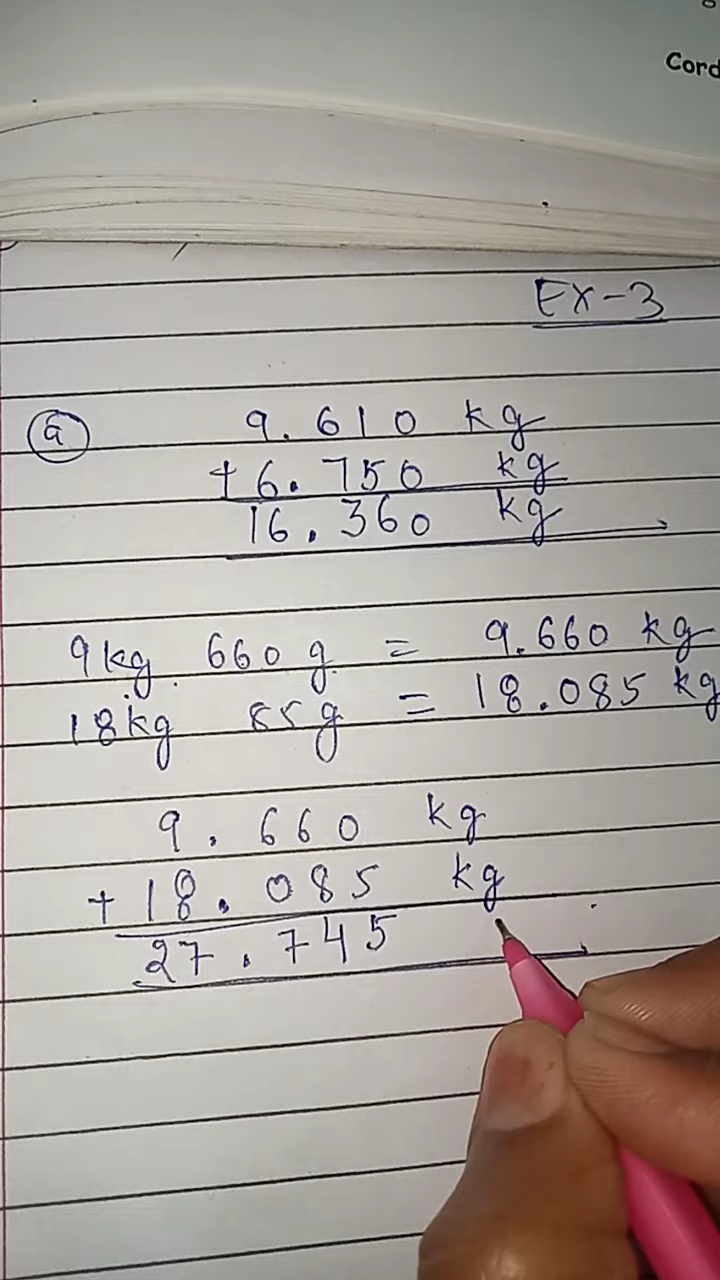 Cord
Ex-3
a 9.610 kg
+6.750 kg
16.360 kg
9kg 660g = 9.660 kg
18kg 85g = 18.085 kg
9.660 kg
+18.085 kg
27.745